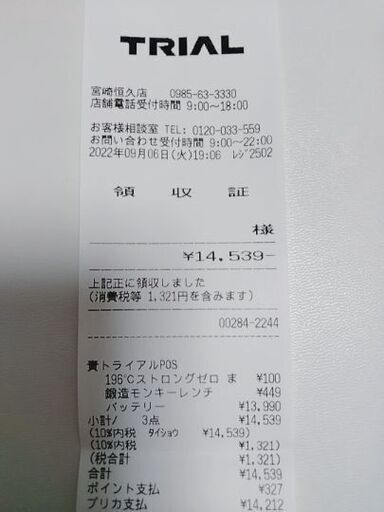 TRIAL
宮崎恒久店 0985-63-3330
店舗電話受付時間 9:00~18:00
お客様相談室 TEL: 0120-033-559
お問い合わせ受付時間 9:00~22:00
2022年09月06日(火)19:06 レジ2502
領 収 証
様
¥14,539-
上記正に領収しました
(消費税等 1,321円を含みます)
00284-2244
責トライアルPOS
196℃ストロングゼロ ま ¥100
鍛造モンキーレンチ ¥449
バッテリー ¥13,990
小計/ 3点 ¥14,539
(10%内税 タイショウ ¥14,539)
(10%内税 ¥1,321)
(税合計 ¥1,321)
合計 ¥14,539
ポイント支払 ¥327
プリカ支払 ¥14,212